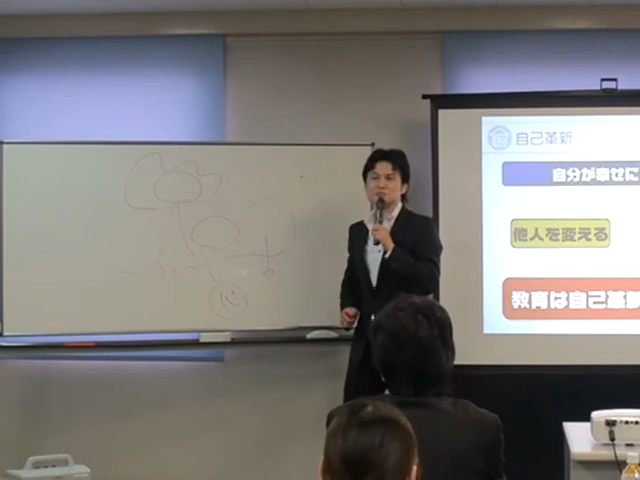 自己革新
自分が幸せに
他人を変える
教育は自己革新